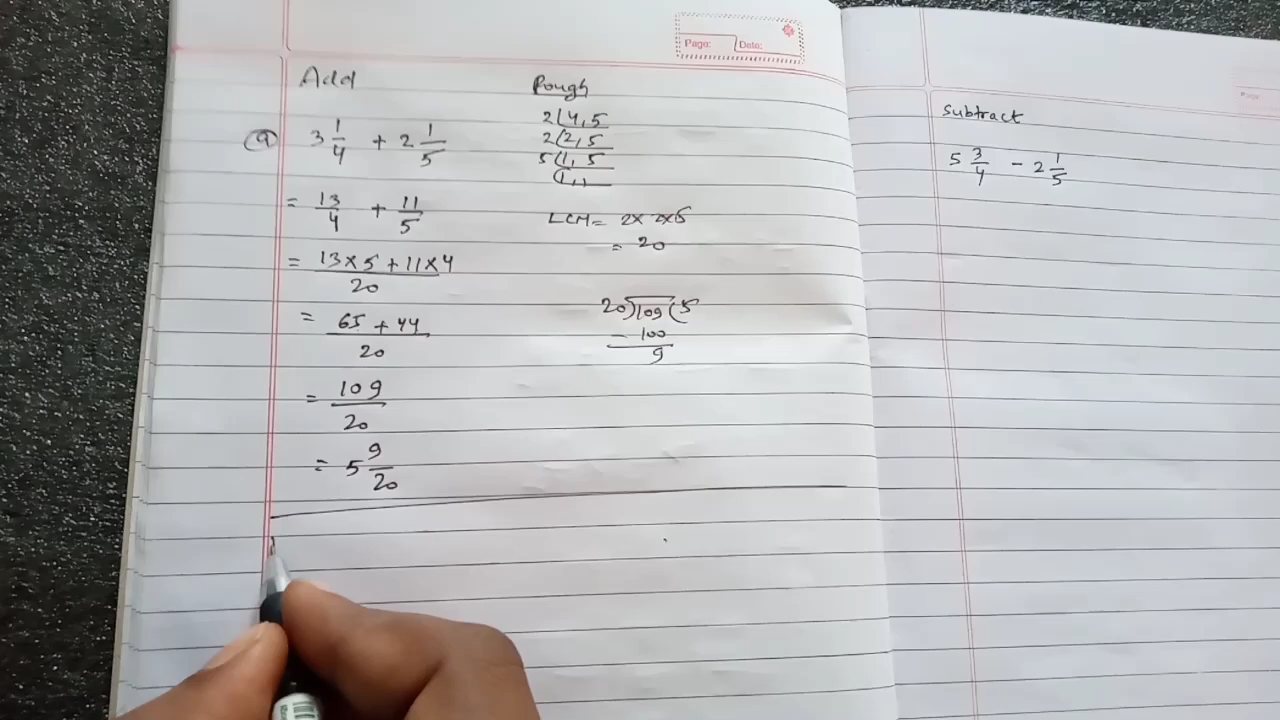 Page: Date:
Add
(a) 3 1/4 + 2 1/5
= 13/4 + 11/5
= 13×5 + 11×4 / 20
= 65 + 44 / 20
= 109 / 20
= 5 9/20
Rough
2 | 4, 5
2 | 2, 5
5 | 1, 5
1, 1
LCM = 2×2×5
= 20
20)109(5
- 100
9
Subtract
5 3/4 - 2 1/5